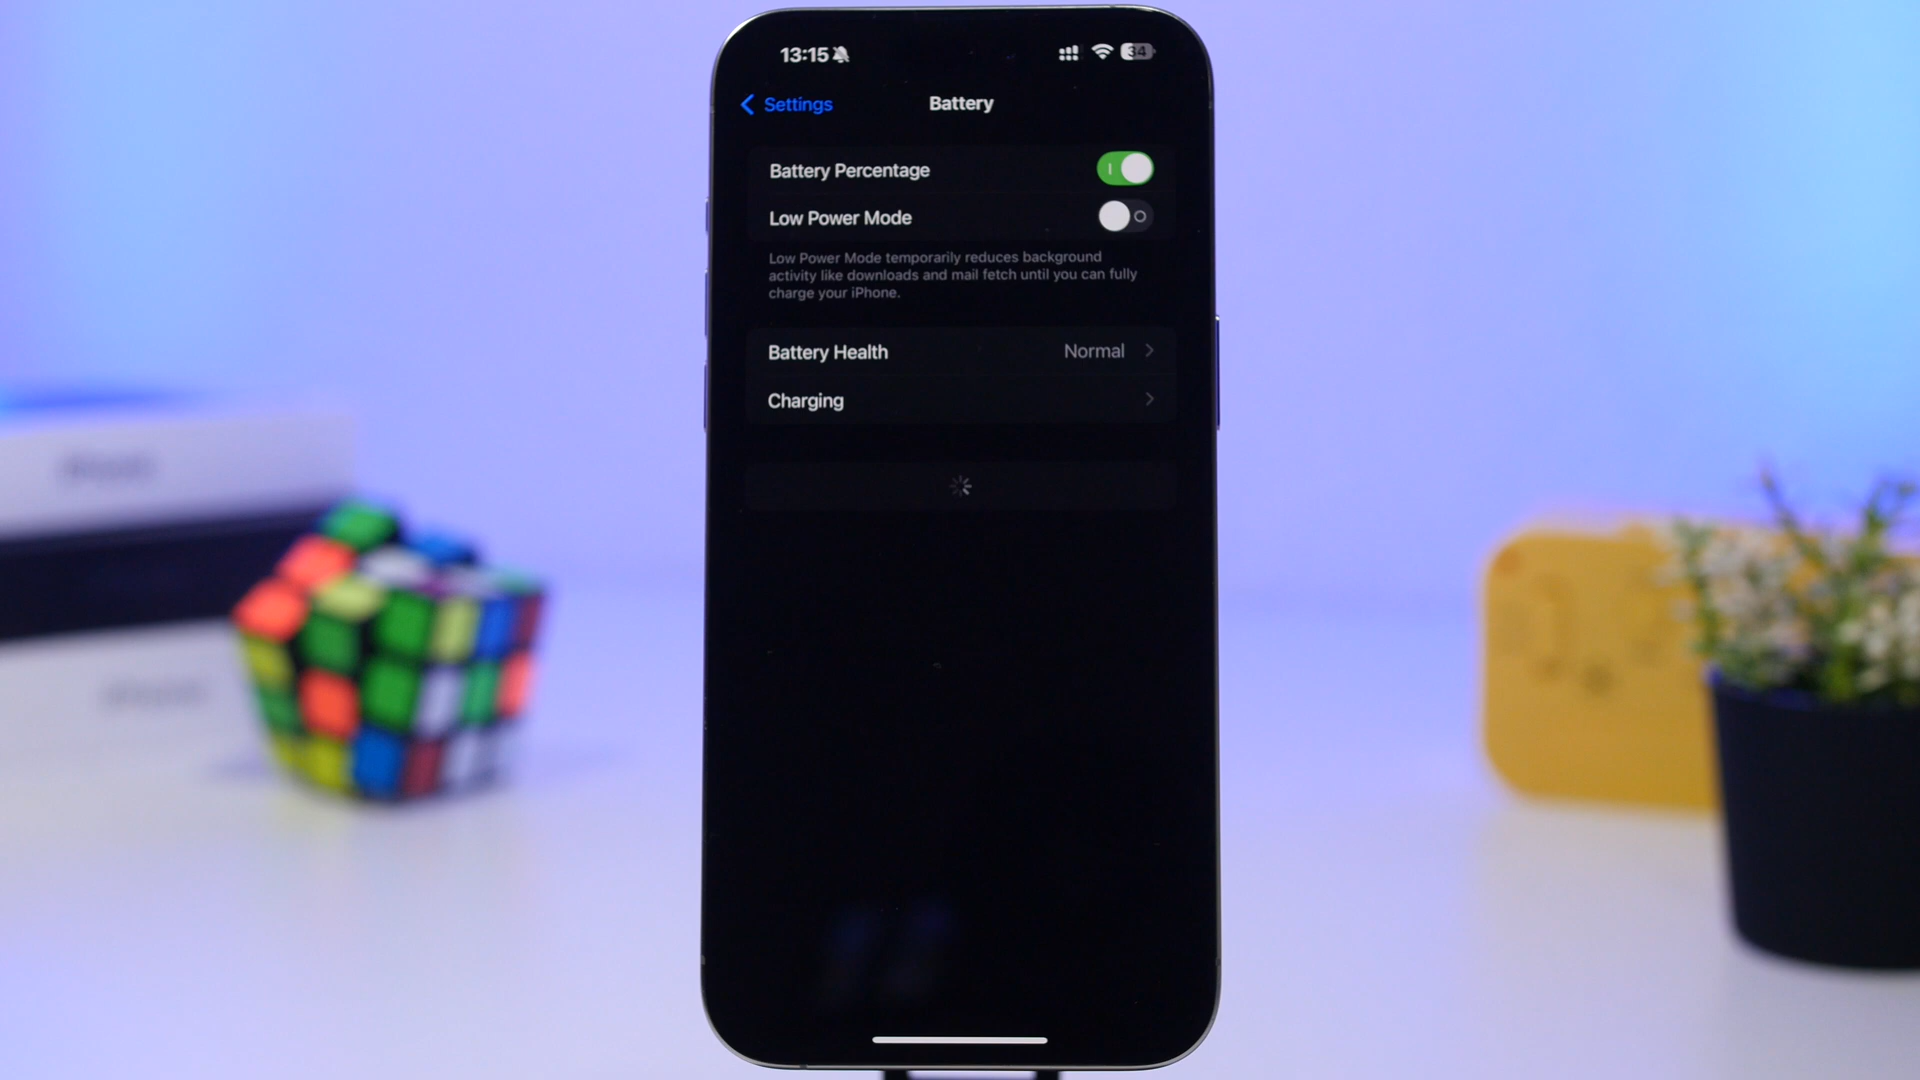 13:15
34
Settings
Battery
Battery Percentage
Low Power Mode
Low Power Mode temporarily reduces background
activity like downloads and mail fetch until you can fully
charge your iPhone.
Battery Health
Normal
Charging